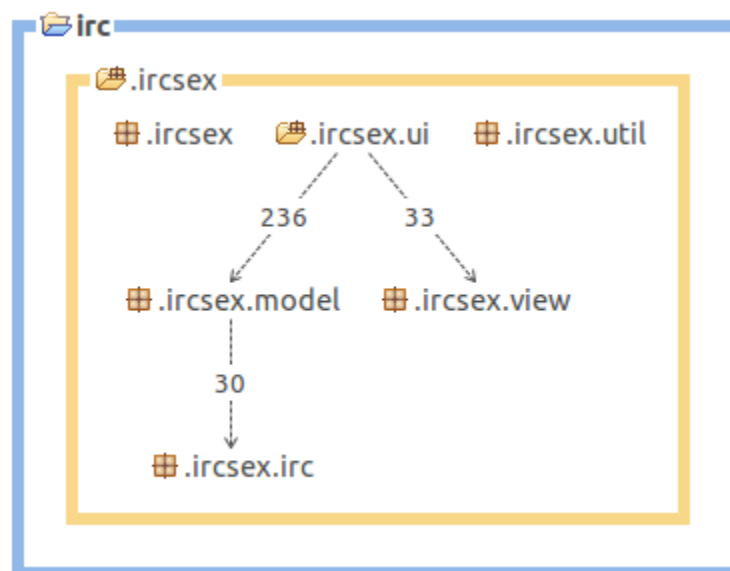 irc
.ircsex
.ircsex .ircsex.ui .ircsex.util
236 33
.ircsex.model .ircsex.view
30
.ircsex.irc